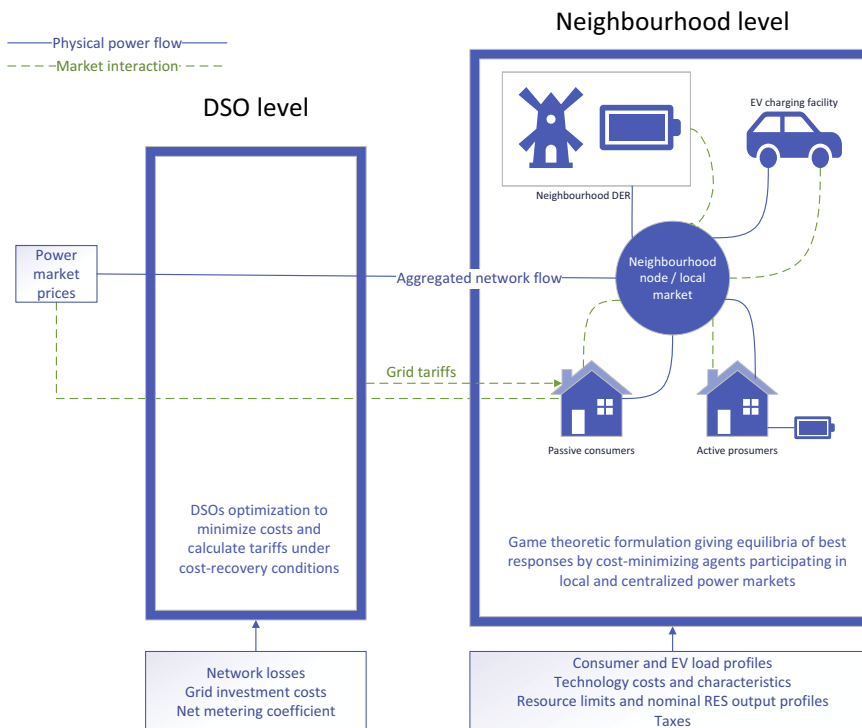 Neighbourhood level
Physical power flow
Market interaction
DSO level
EV charging facility
Neighbourhood DER
Power
market
prices
Aggregated network flow
Neighbourhood
node / local
market
Grid tariffs
Passive consumers
Active prosumers
DSOs optimization to
minimize costs and
calculate tariffs under
cost-recovery conditions
Game theoretic formulation giving equilibria of best
responses by cost-minimizing agents participating in
local and centralized power markets
Network losses
Grid investment costs
Net metering coefficient
Consumer and EV load profiles
Technology costs and characteristics
Resource limits and nominal RES output profiles
Taxes